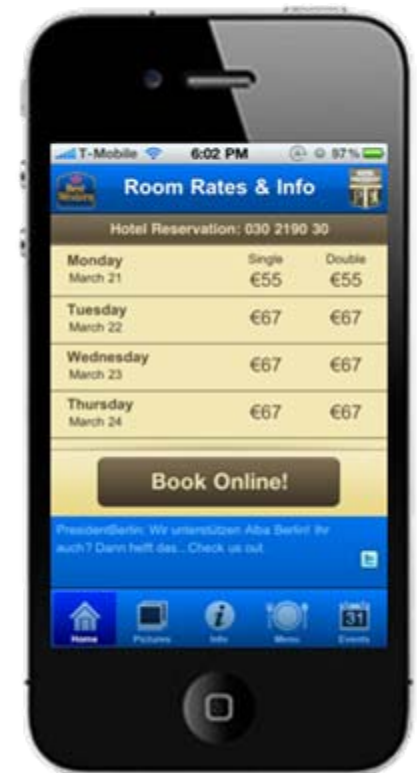 T-Mobile 6:02 PM 97%
Best Western
Room Rates & Info
Hotel Reservation: 030 2190 30
Single Double
Monday
March 21 €55 €55
Tuesday
March 22 €67 €67
Wednesday
March 23 €67 €67
Thursday
March 24 €67 €67
Book Online!
PresidentBerlin: Wir unterstützen Alba Berlin! Ihr
auch? Dann helft das... Check us out
31
Home Pictures Info Menu Events